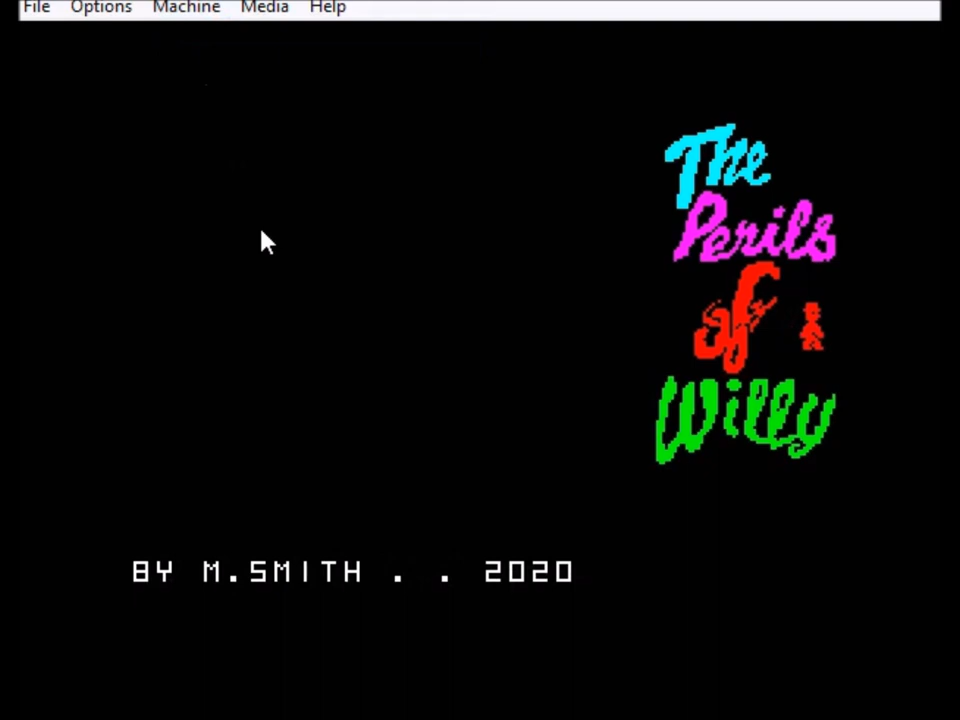 File Options Machine Media Help
The
Perils
of
Willy
BY M.SMITH . . 2020